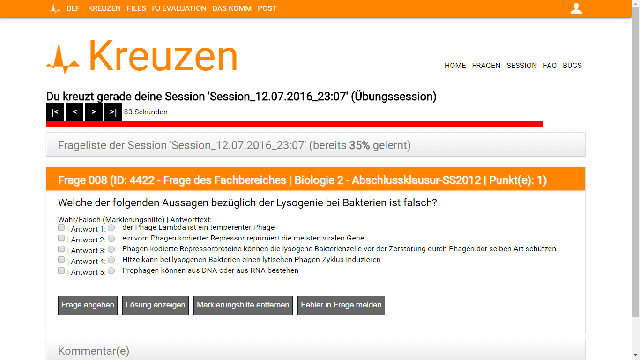 DEF KREUZEN FILES PJ EVALUATION DAS KOMM POST
Kreuzen
HOME FRAGEN SESSION FAQ BUGS
Du kreuzt gerade deine Session 'Session_12.07.2016_23:07' (Übungssession)
|< < > >| 83 Sekunden
Frageliste der Session 'Session_12.07.2016_23:07' (bereits 35% gelernt)
Frage 008 (ID: 4422 - Frage des Fachbereiches | Biologie 2 - Abschlussklausur-SS2012 | Punkt(e): 1)
Welche der folgenden Aussagen bezüglich der Lysogenie bei Bakterien ist falsch?
Wahr/Falsch (Markierungshilfe) | Antworttext:
| Antwort 1: der Phage Lambda ist ein temperenter Phage
| Antwort 2: ein vom Phagen kodierter Repressor reprimiert die meisten viralen Gene
| Antwort 3: Phagen kodierte Repressorproteine können die lysogene Bakterienzelle vor der Zerstörung durch Phagen der selben Art schützen
| Antwort 4: Hitze kann bei lysogenen Bakterien einen lytischen Phagen Zyklus induzieren
| Antwort 5: Prophagen können aus DNA oder aus RNA bestehen
Frage abgeben Lösung anzeigen Markierungshilfe entfernen Fehler in Frage melden
Kommentar(e)